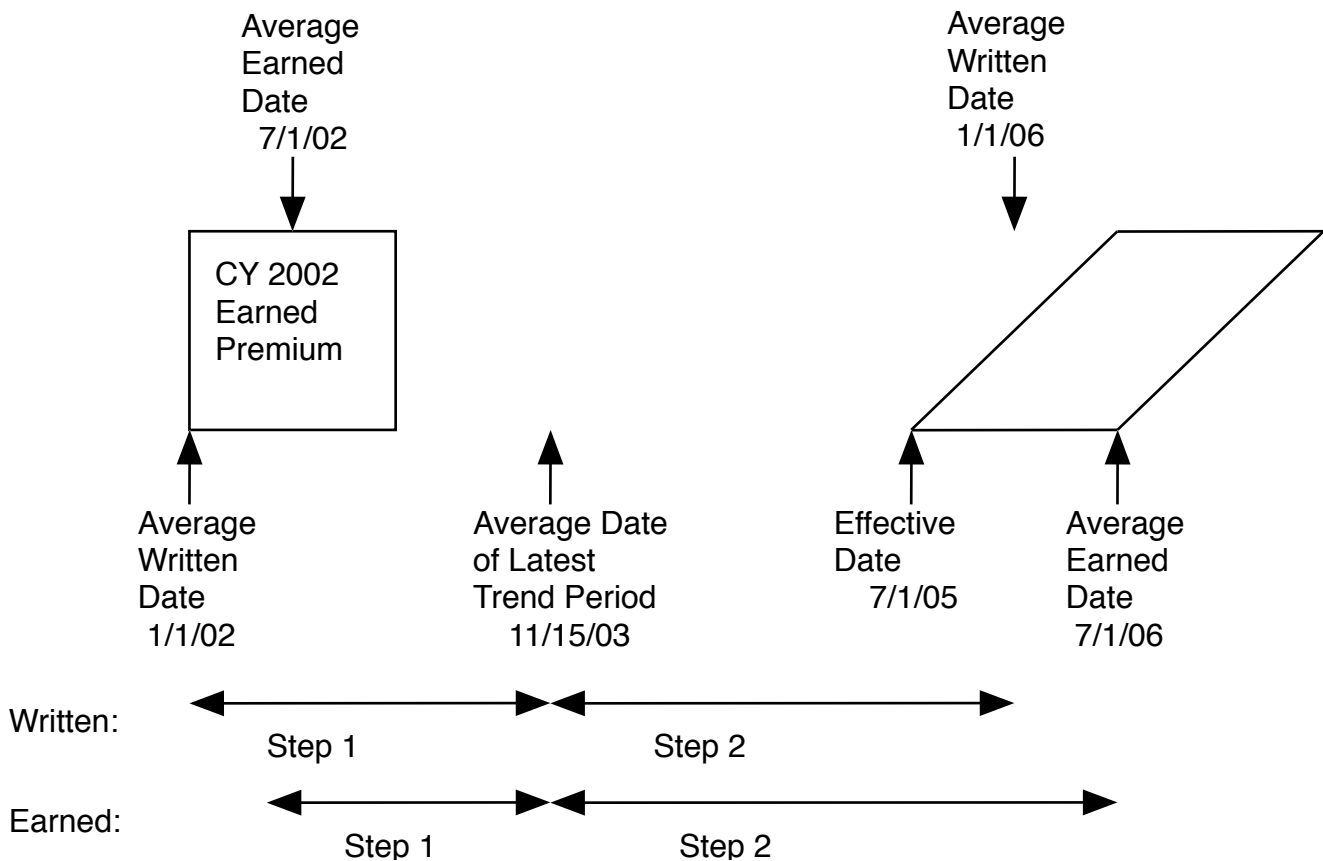 Average
Earned
Date
7/1/02
Average
Written
Date
1/1/06
CY 2002
Earned
Premium
Average
Written
Date
1/1/02
Average Date
of Latest
Trend Period
11/15/03
Effective
Date
7/1/05
Average
Earned
Date
7/1/06
Written:
Step 1
Step 2
Earned:
Step 1
Step 2